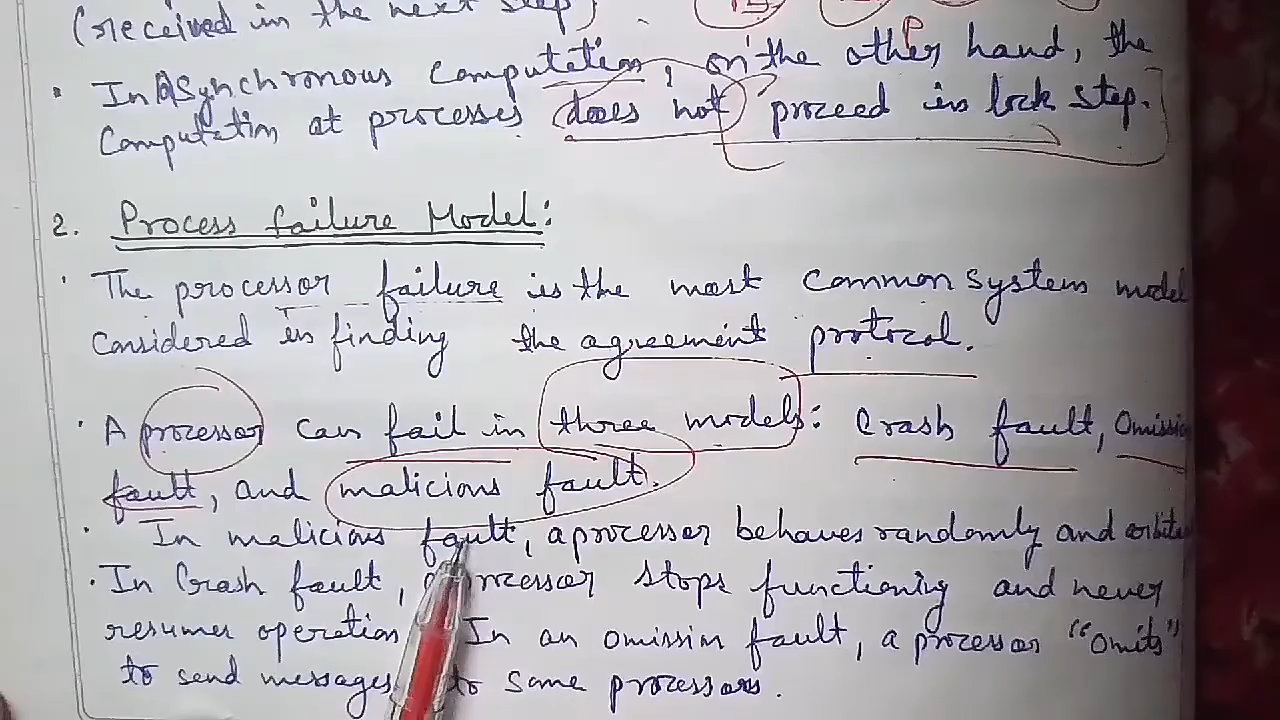 (received in the next step)
• In Asynchronous Computation, on the other hand, the
Computation at processes does not proceed in lock step.
2. Process failure Model:
• The processor failure is the most common system model
Considered in finding the agreement protocol.
• A processor can fail in three models: Crash fault, Omissio
fault, and malicious fault.
• In malicious fault, a processor behaves randomly and
• In Crash fault, a processor stops functioning and never
resumes operation In an omission fault, a processor "Omits"
to send messages to some processors.